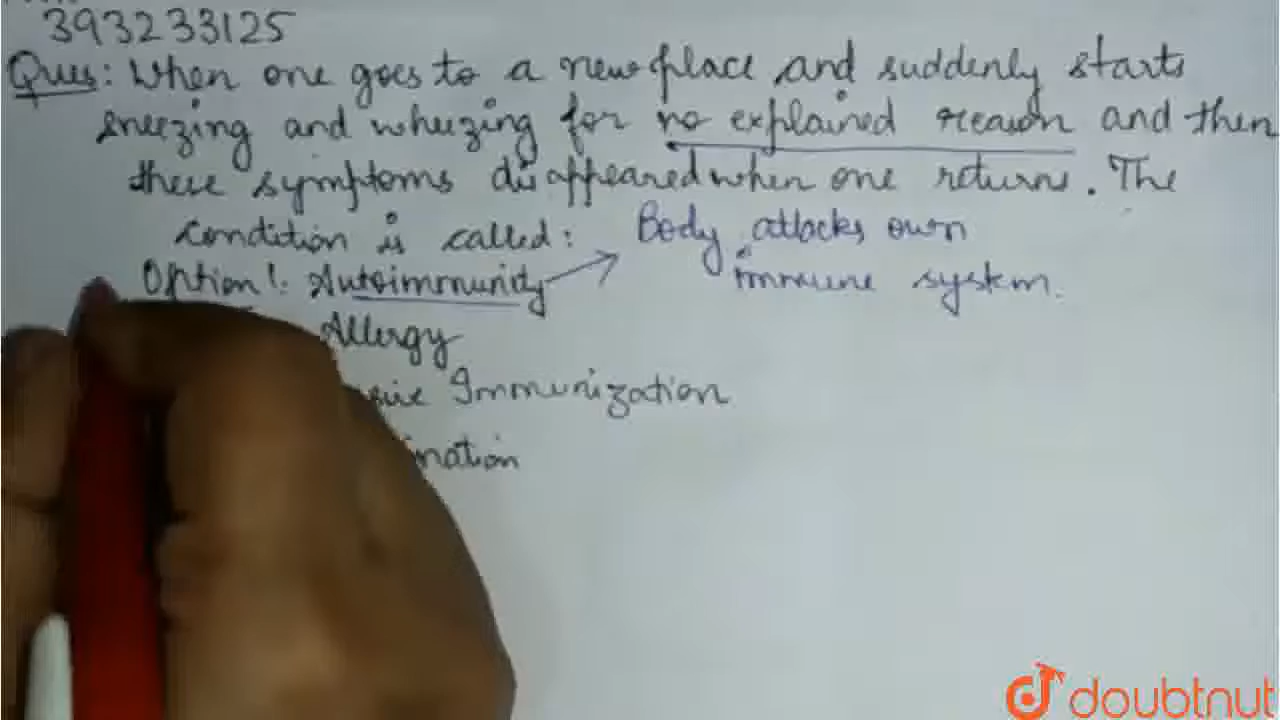 393233125
Ques: When one goes to a new place and suddenly starts
sneezing and wheezing for no explained reason and then
these symptoms disappeared when one returns. The
condition is called: Body attacks own
Option 1: Autoimmunity immune system.
Allergy
Immunization
doubtnut